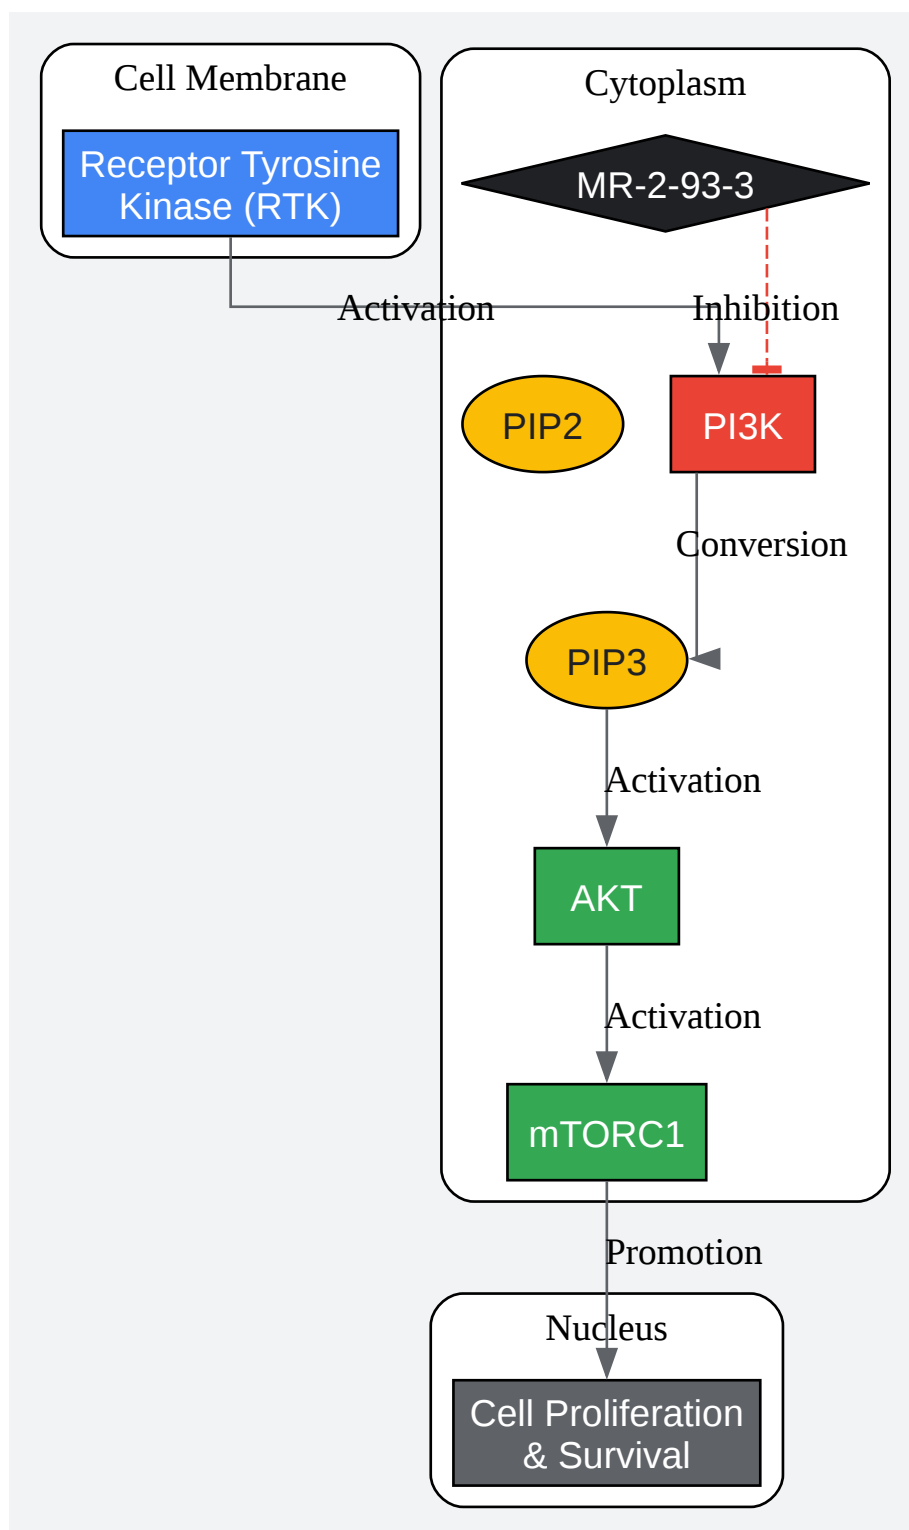 Cell Membrane
Receptor Tyrosine
Kinase (RTK)
Cytoplasm
MR-2-93-3
Activation
Inhibition
PIP2
PI3K
Conversion
PIP3
Activation
AKT
Activation
mTORC1
Promotion
Nucleus
Cell Proliferation
& Survival